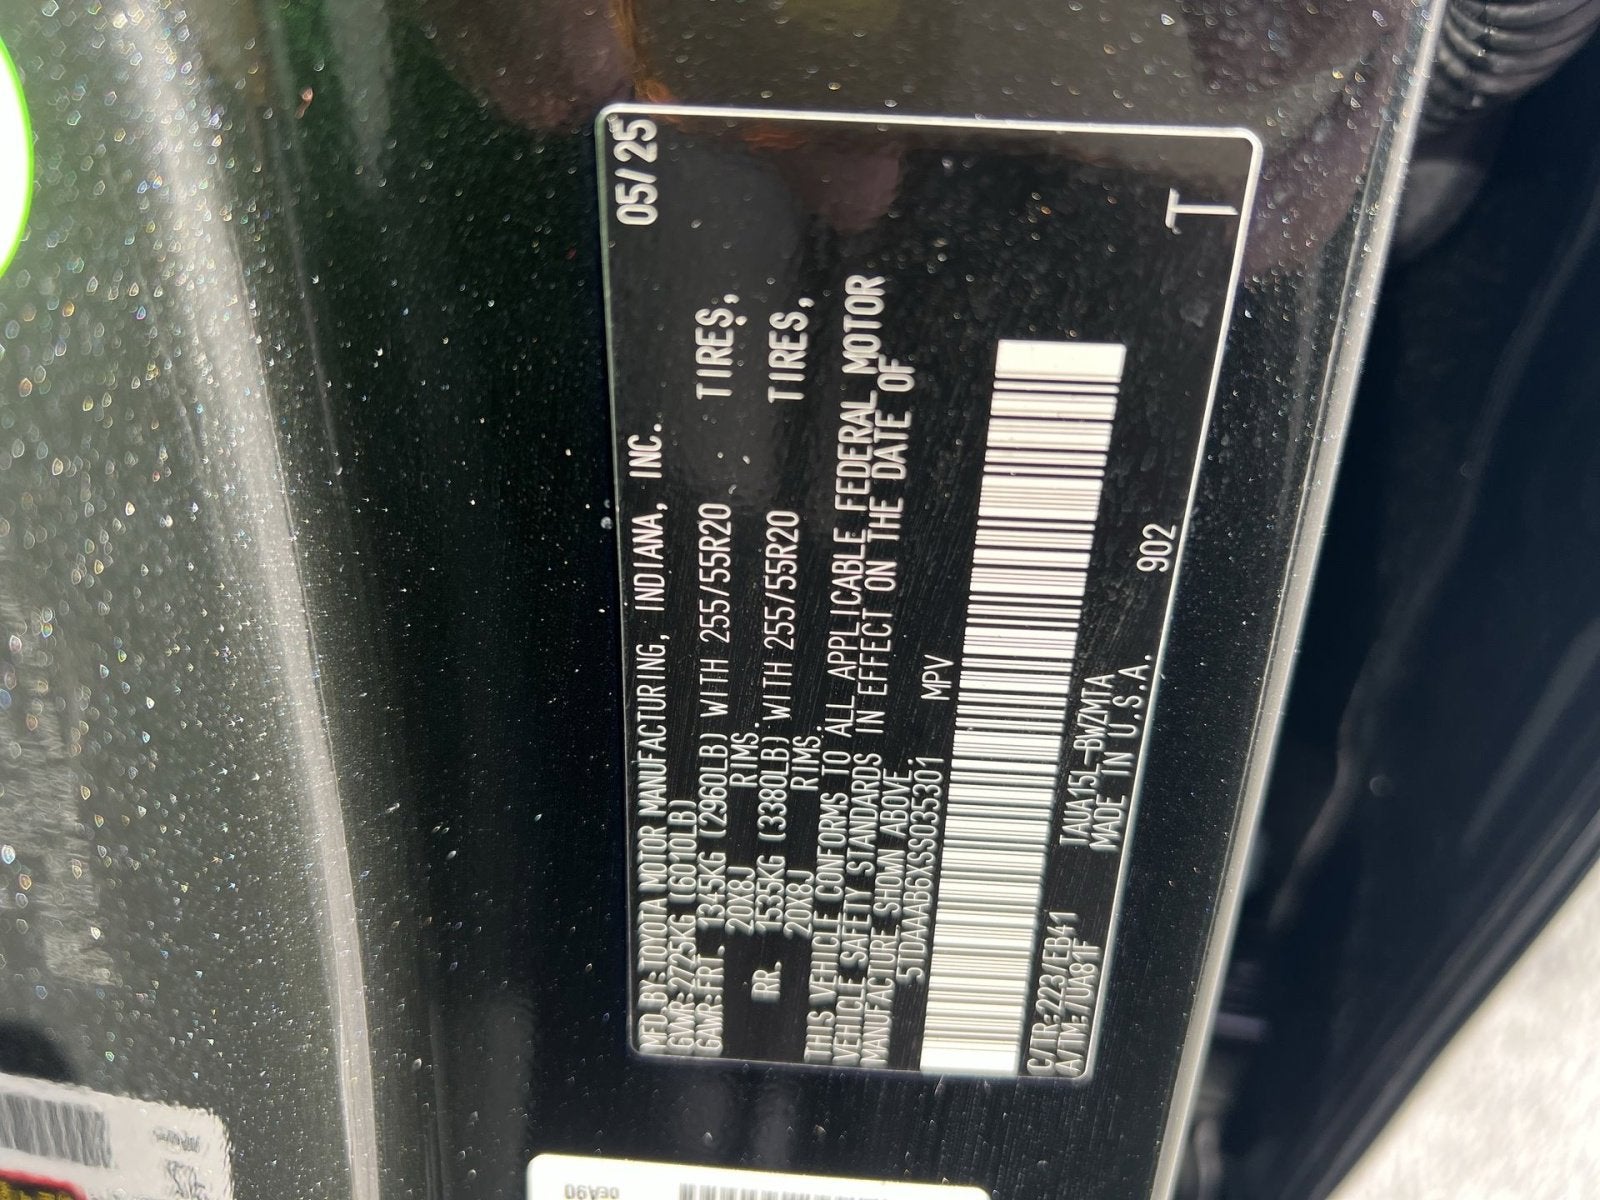 MFD.BY:TOYOTA MOTOR MANUFACTURING, INDIANA, INC. 05/25
GVWR:2725KG (6010LB)
GAWR:FRT. 1345KG (2960LB) WITH 255/55R20 TIRES,
20X8J RIMS.
RR. 1535KG (3380LB) WITH 255/55R20 TIRES,
20X8J RIMS.
THIS VEHICLE CONFORMS TO ALL APPLICABLE FEDERAL MOTOR
VEHICLE SAFETY STANDARDS IN EFFECT ON THE DATE OF
MANUFACTURE SHOWN ABOVE.
5TDAAAB6XSS035301 MPV
C/TR:223/EB41 TAUA15L-BWZMTA 902
A/TM:/UA81F MADE IN U.S.A. T
0EA90